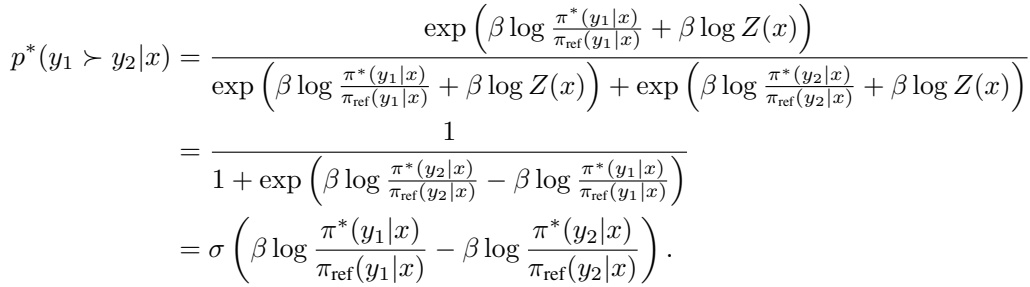 p^*(y_1 \succ y_2|x) = \frac{\exp\left(\beta \log \frac{\pi^*(y_1|x)}{\pi_{\text{ref}}(y_1|x)} + \beta \log Z(x)\right)}{\exp\left(\beta \log \frac{\pi^*(y_1|x)}{\pi_{\text{ref}}(y_1|x)} + \beta \log Z(x)\right) + \exp\left(\beta \log \frac{\pi^*(y_2|x)}{\pi_{\text{ref}}(y_2|x)} + \beta \log Z(x)\right)}
= \frac{1}{1 + \exp\left(\beta \log \frac{\pi^*(y_2|x)}{\pi_{\text{ref}}(y_2|x)} - \beta \log \frac{\pi^*(y_1|x)}{\pi_{\text{ref}}(y_1|x)}\right)}
= \sigma\left(\beta \log \frac{\pi^*(y_1|x)}{\pi_{\text{ref}}(y_1|x)} - \beta \log \frac{\pi^*(y_2|x)}{\pi_{\text{ref}}(y_2|x)}\right).